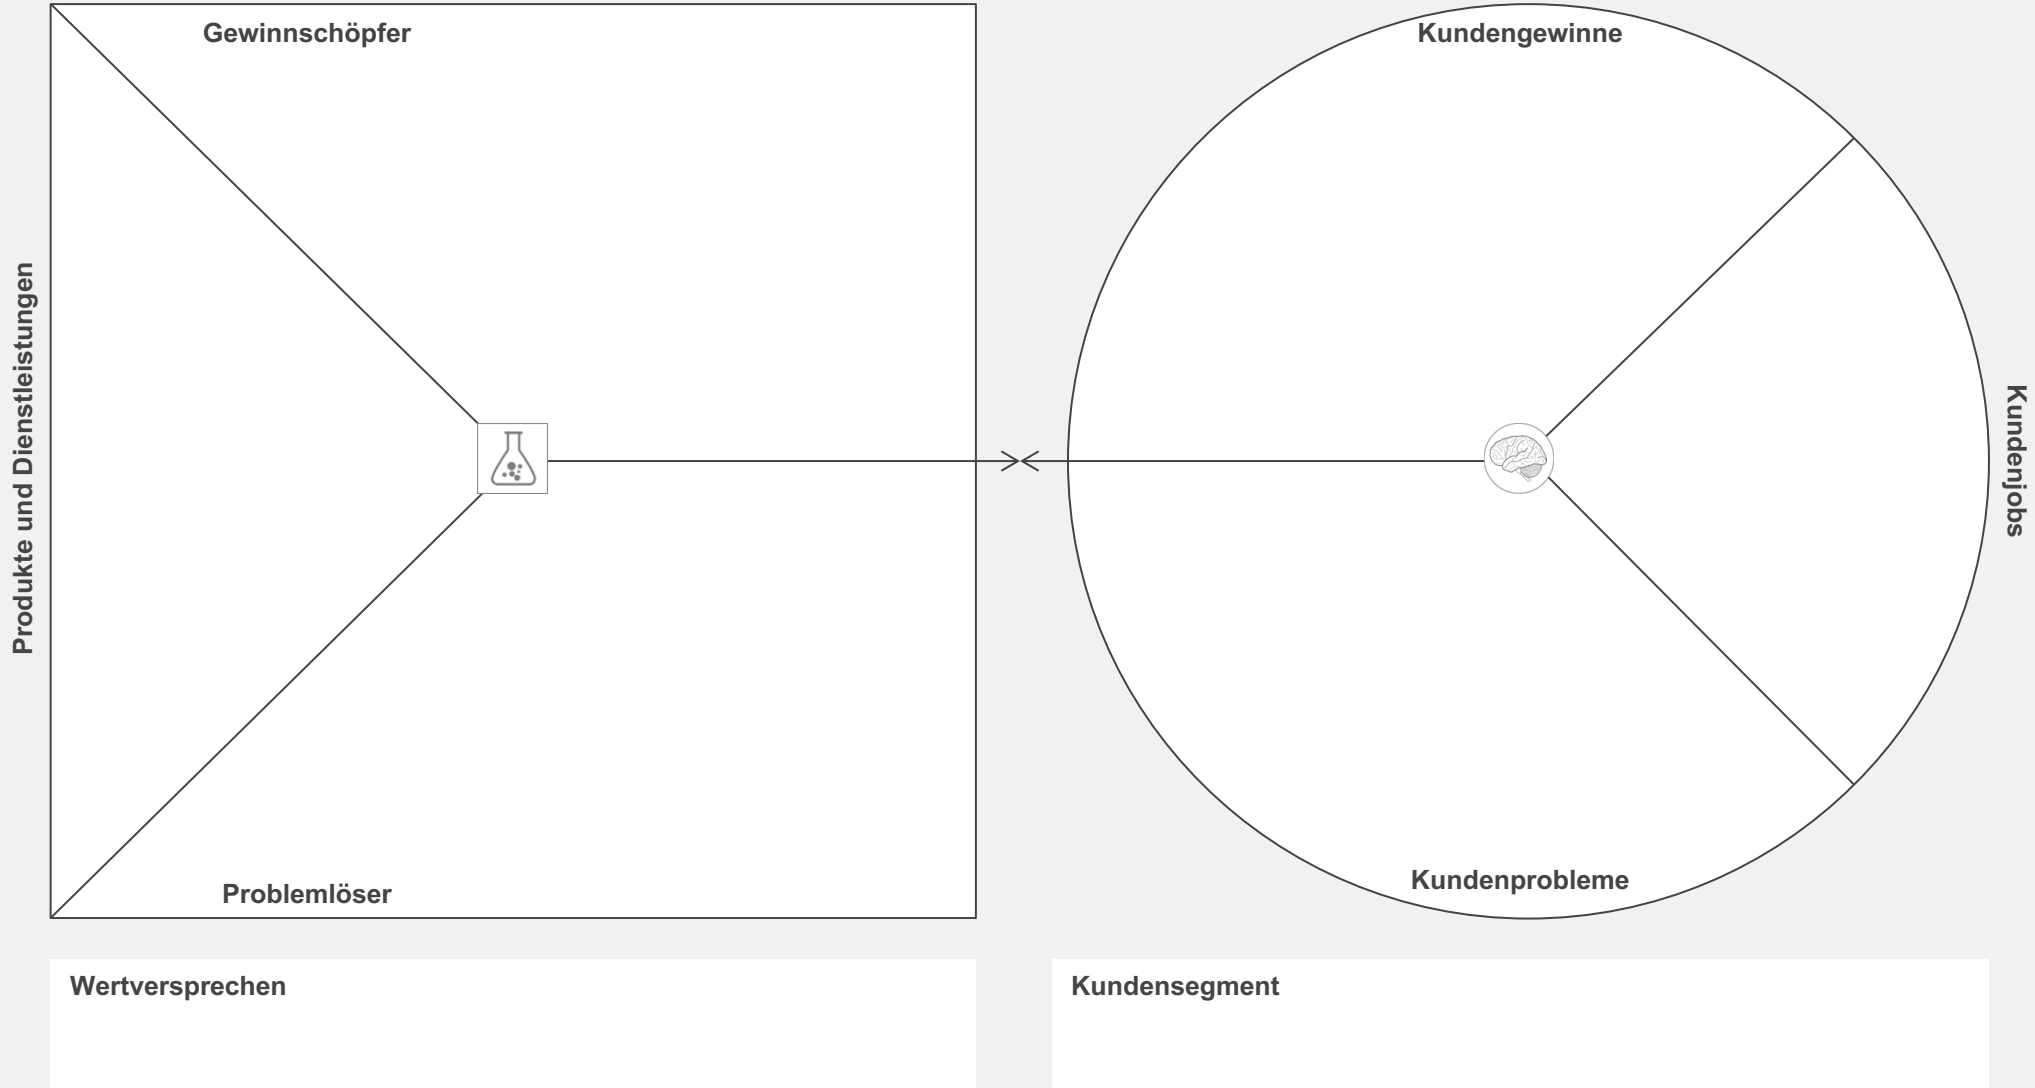 Gewinnschöpfer
Kundengewinne
Produkte und Dienstleistungen
Kundenjobs
Problemlöser
Kundenprobleme
Wertversprechen
Kundensegment